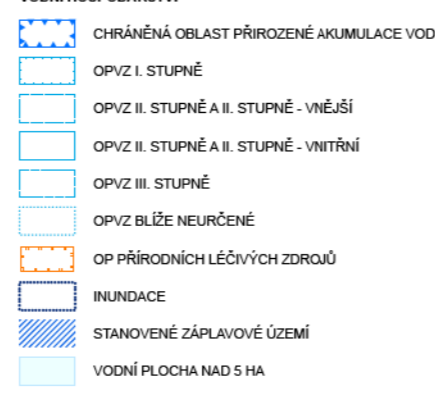 CHRÁNĚNÁ OBLAST PŘIROZENÉ AKUMULACE VOD
OPVZ I. STUPNĚ
OPVZ II. STUPNĚ A II. STUPNĚ - VNĚJŠÍ
OPVZ II. STUPNĚ A II. STUPNĚ - VNITŘNÍ
OPVZ III. STUPNĚ
OPVZ BLÍŽE NEURČENÉ
OP PŘÍRODNÍCH LÉČIVÝCH ZDROJŮ
INUNDACE
STANOVENÉ ZÁPLAVOVÉ ÚZEMÍ
VODNÍ PLOCHA NAD 5 HA